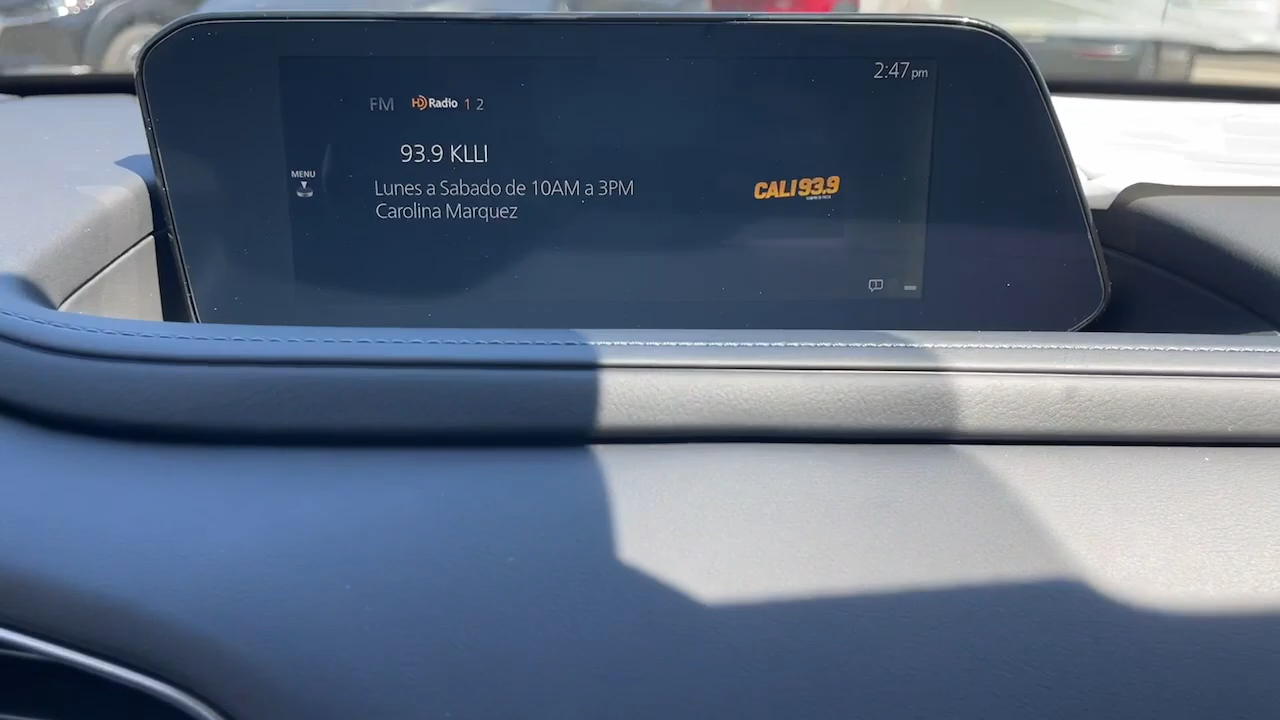 2:47 pm
FM HD Radio 1 2
93.9 KLLI
MENU
Lunes a Sabado de 10AM a 3PM
Carolina Marquez
CALI 93.9